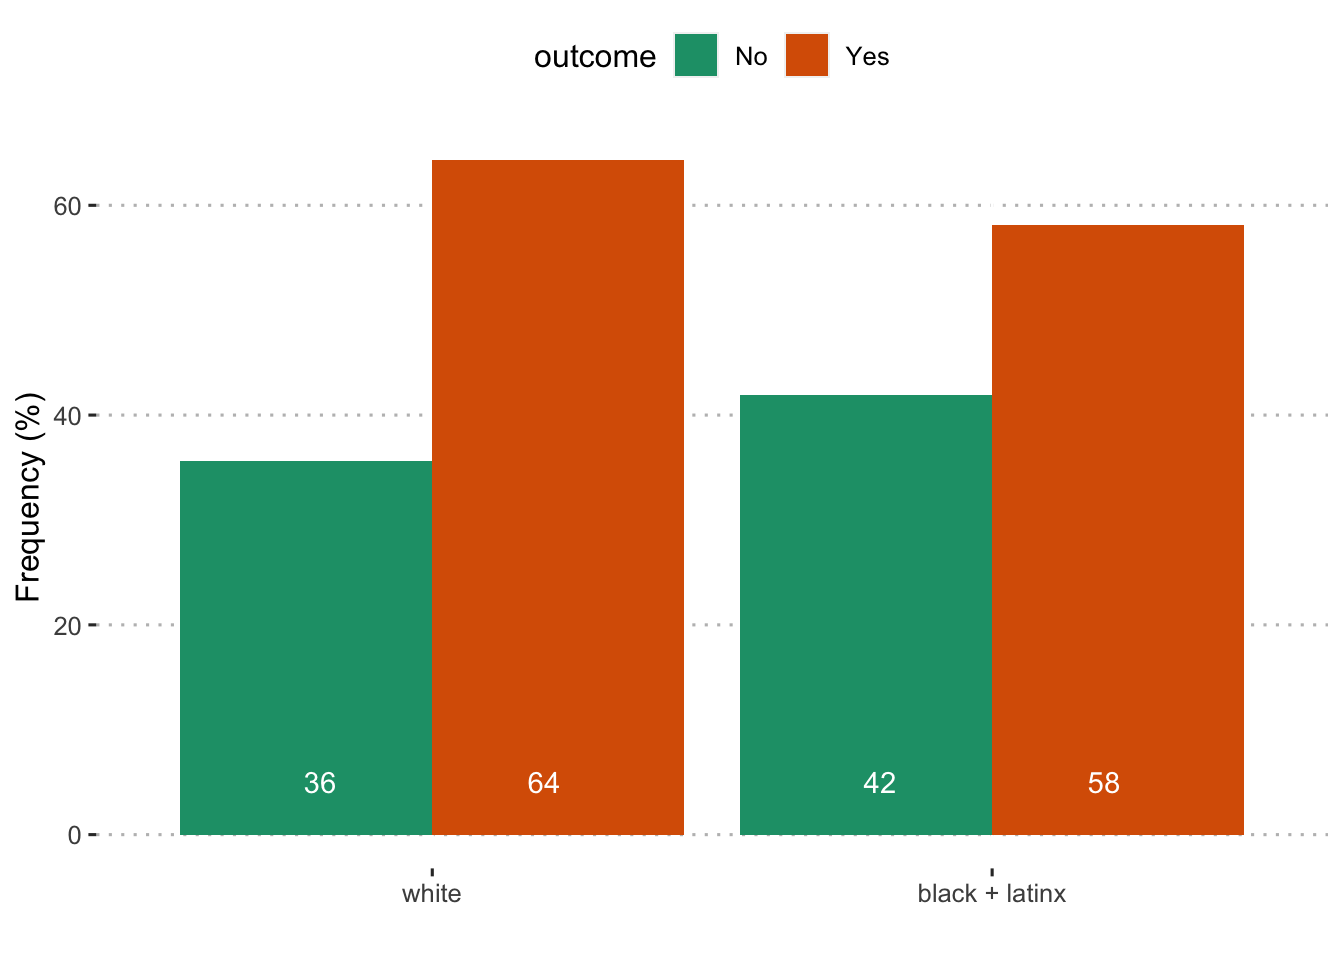 outcome No Yes
Frequency (%)
60
40
20
0
36 64 42 58
white black + latinx